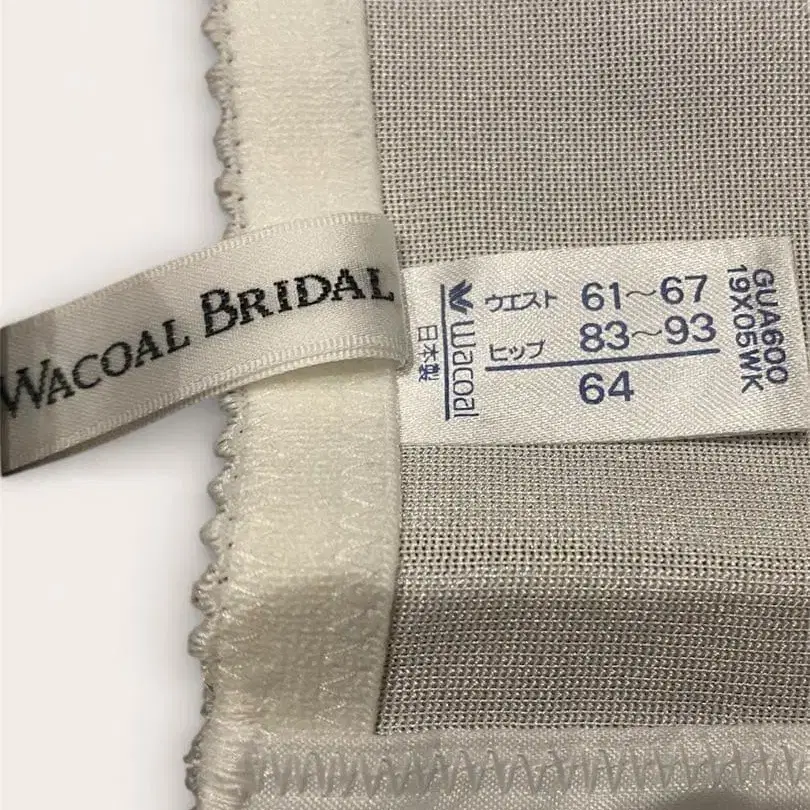 WACOAL BRIDAL
Wacoal
日本製
ウエスト 61～67
ヒップ 83～93
64
GUA600
19X05WK